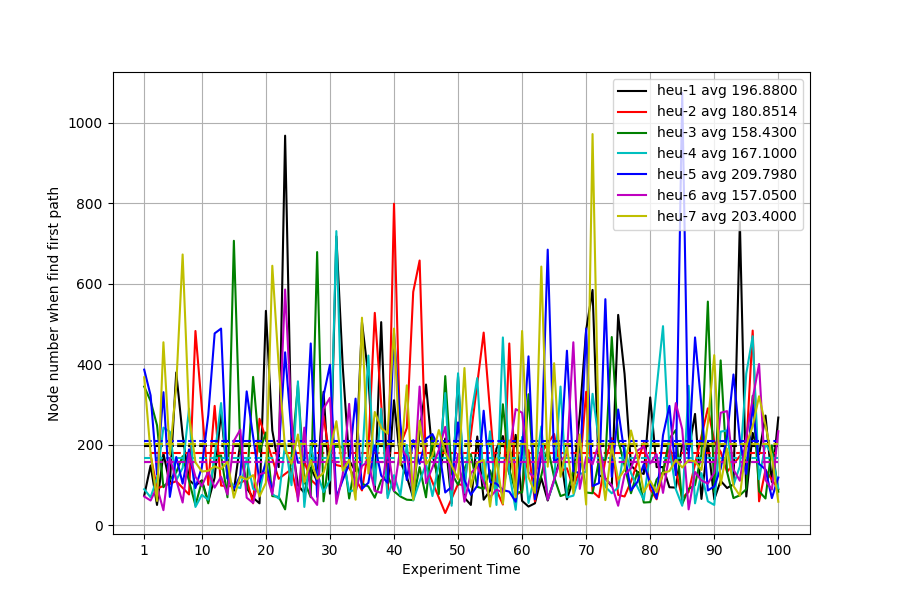 heu-1 avg 196.8800
heu-2 avg 180.8514
heu-3 avg 158.4300
heu-4 avg 167.1000
heu-5 avg 209.7980
heu-6 avg 157.0500
heu-7 avg 203.4000
1000
800
600
400
200
0
Node number when find first path
1 10 20 30 40 50 60 70 80 90 100
Experiment Time